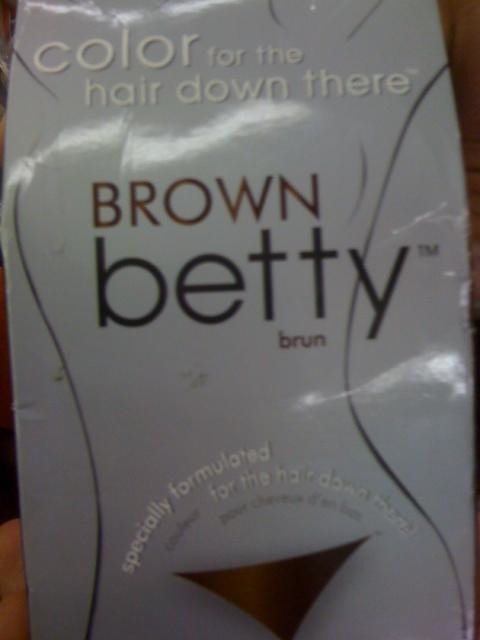 color for the
hair down there™
BROWN
betty™
brun
specially formulated
for the hair down there!
couleur pour cheveux d'en bas